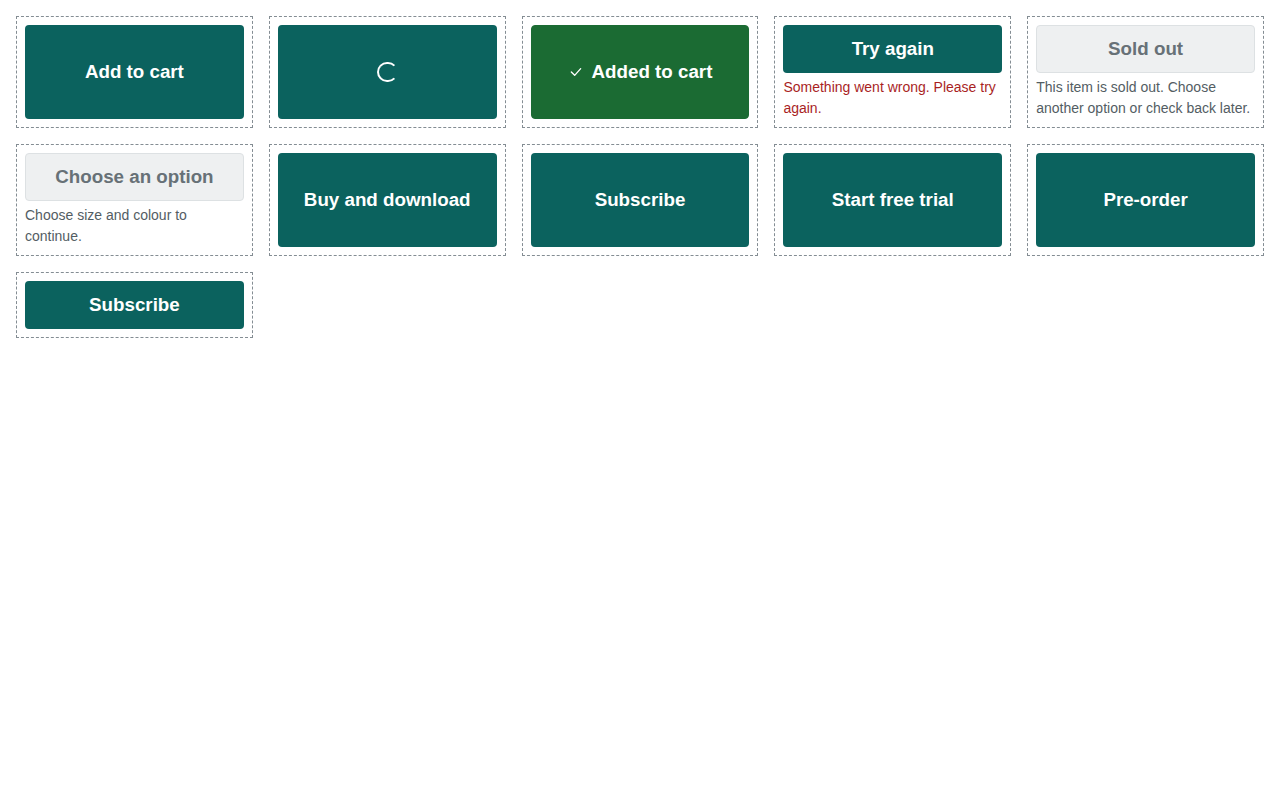 Add to cart
Added to cart
Try again
Something went wrong. Please try
again.
Sold out
This item is sold out. Choose
another option or check back later.
Choose an option
Choose size and colour to
continue.
Buy and download
Subscribe
Start free trial
Pre-order
Subscribe